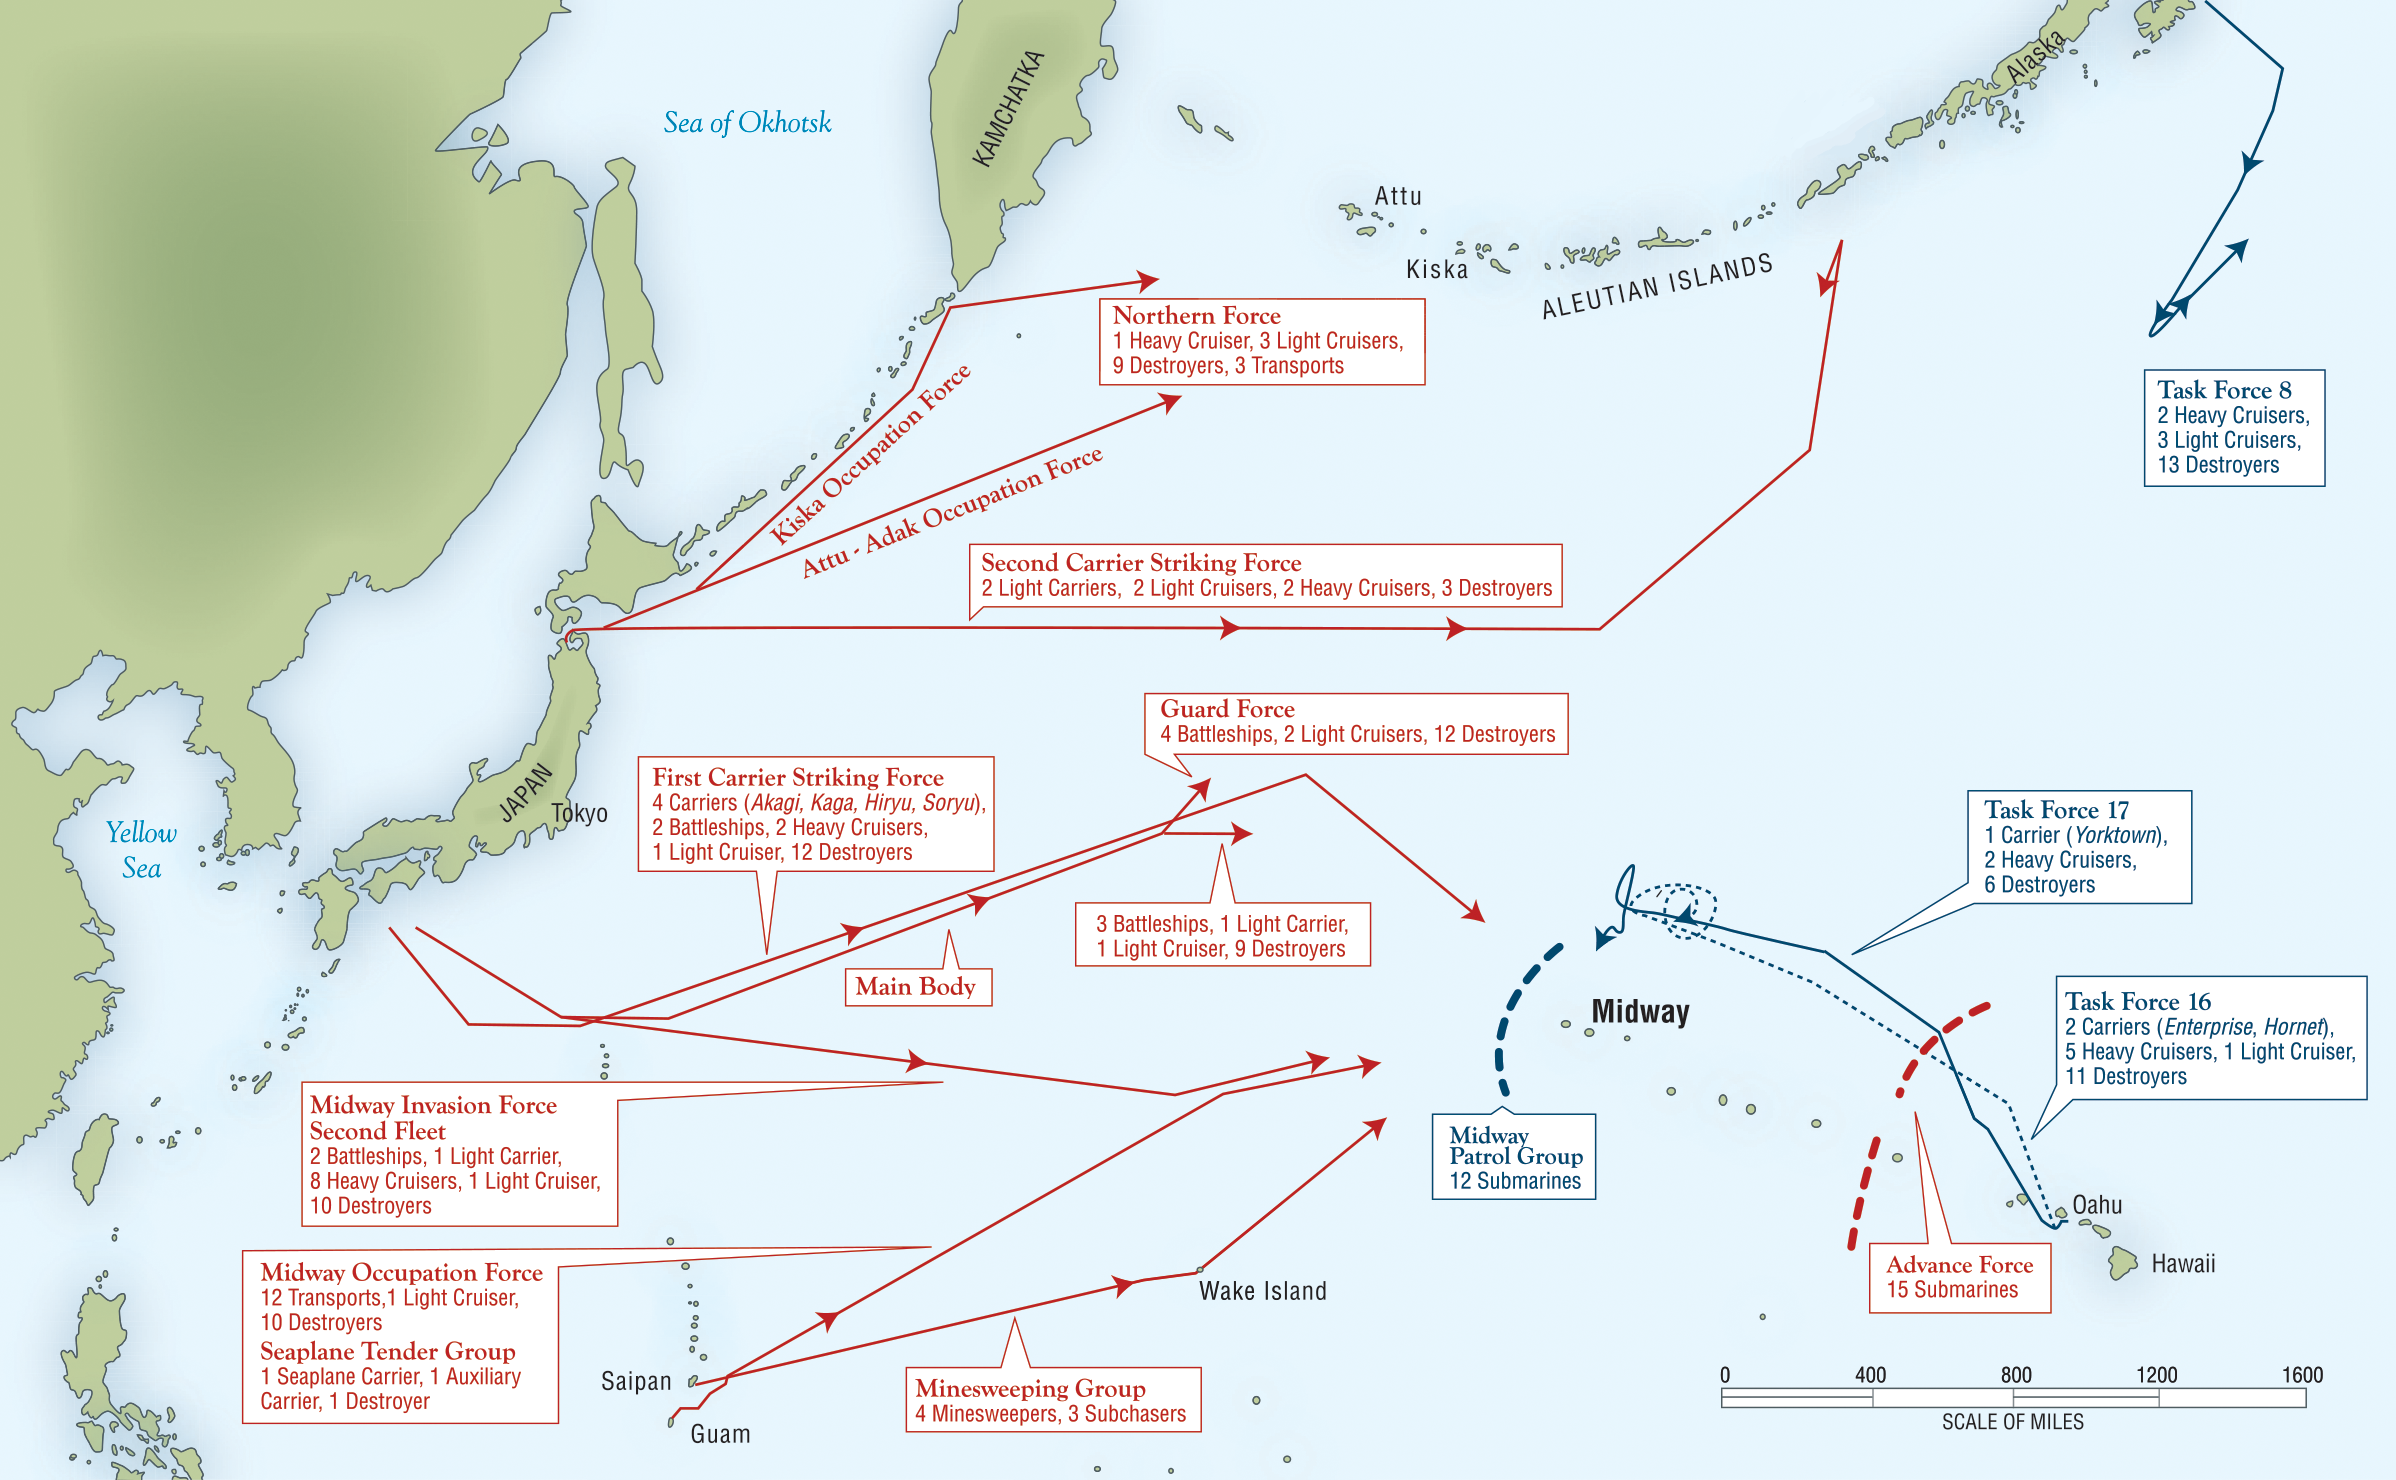 Sea of Okhotsk
KAMCHATKA
Alaska
Attu
Kiska
ALEUTIAN ISLANDS
Northern Force
1 Heavy Cruiser, 3 Light Cruisers,
9 Destroyers, 3 Transports
Kiska Occupation Force
Attu - Adak Occupation Force
Task Force 8
2 Heavy Cruisers,
3 Light Cruisers,
13 Destroyers
Second Carrier Striking Force
2 Light Carriers,  2 Light Cruisers, 2 Heavy Cruisers, 3 Destroyers
Guard Force
4 Battleships, 2 Light Cruisers, 12 Destroyers
JAPAN
Tokyo
Yellow
Sea
First Carrier Striking Force
4 Carriers (Akagi, Kaga, Hiryu, Soryu),
2 Battleships, 2 Heavy Cruisers,
1 Light Cruiser, 12 Destroyers
Task Force 17
1 Carrier (Yorktown),
2 Heavy Cruisers,
6 Destroyers
3 Battleships, 1 Light Carrier,
1 Light Cruiser, 9 Destroyers
Main Body
Midway
Task Force 16
2 Carriers (Enterprise, Hornet),
5 Heavy Cruisers, 1 Light Cruiser,
11 Destroyers
Midway Invasion Force
Second Fleet
2 Battleships, 1 Light Carrier,
8 Heavy Cruisers, 1 Light Cruiser,
10 Destroyers
Midway
Patrol Group
12 Submarines
Oahu
Hawaii
Advance Force
15 Submarines
Midway Occupation Force
12 Transports,1 Light Cruiser,
10 Destroyers
Seaplane Tender Group
1 Seaplane Carrier, 1 Auxiliary
Carrier, 1 Destroyer
Wake Island
Saipan
Guam
Minesweeping Group
4 Minesweepers, 3 Subchasers
0 400 800 1200 1600
SCALE OF MILES